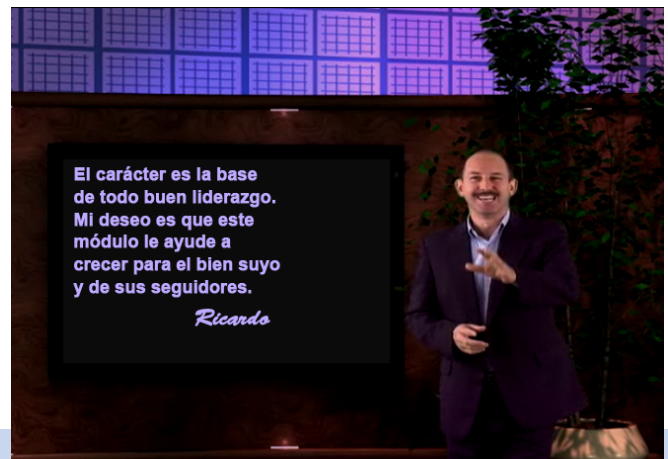 El carácter es la base
de todo buen liderazgo.
Mi deseo es que este
módulo le ayude a
crecer para el bien suyo
y de sus seguidores.
Ricardo